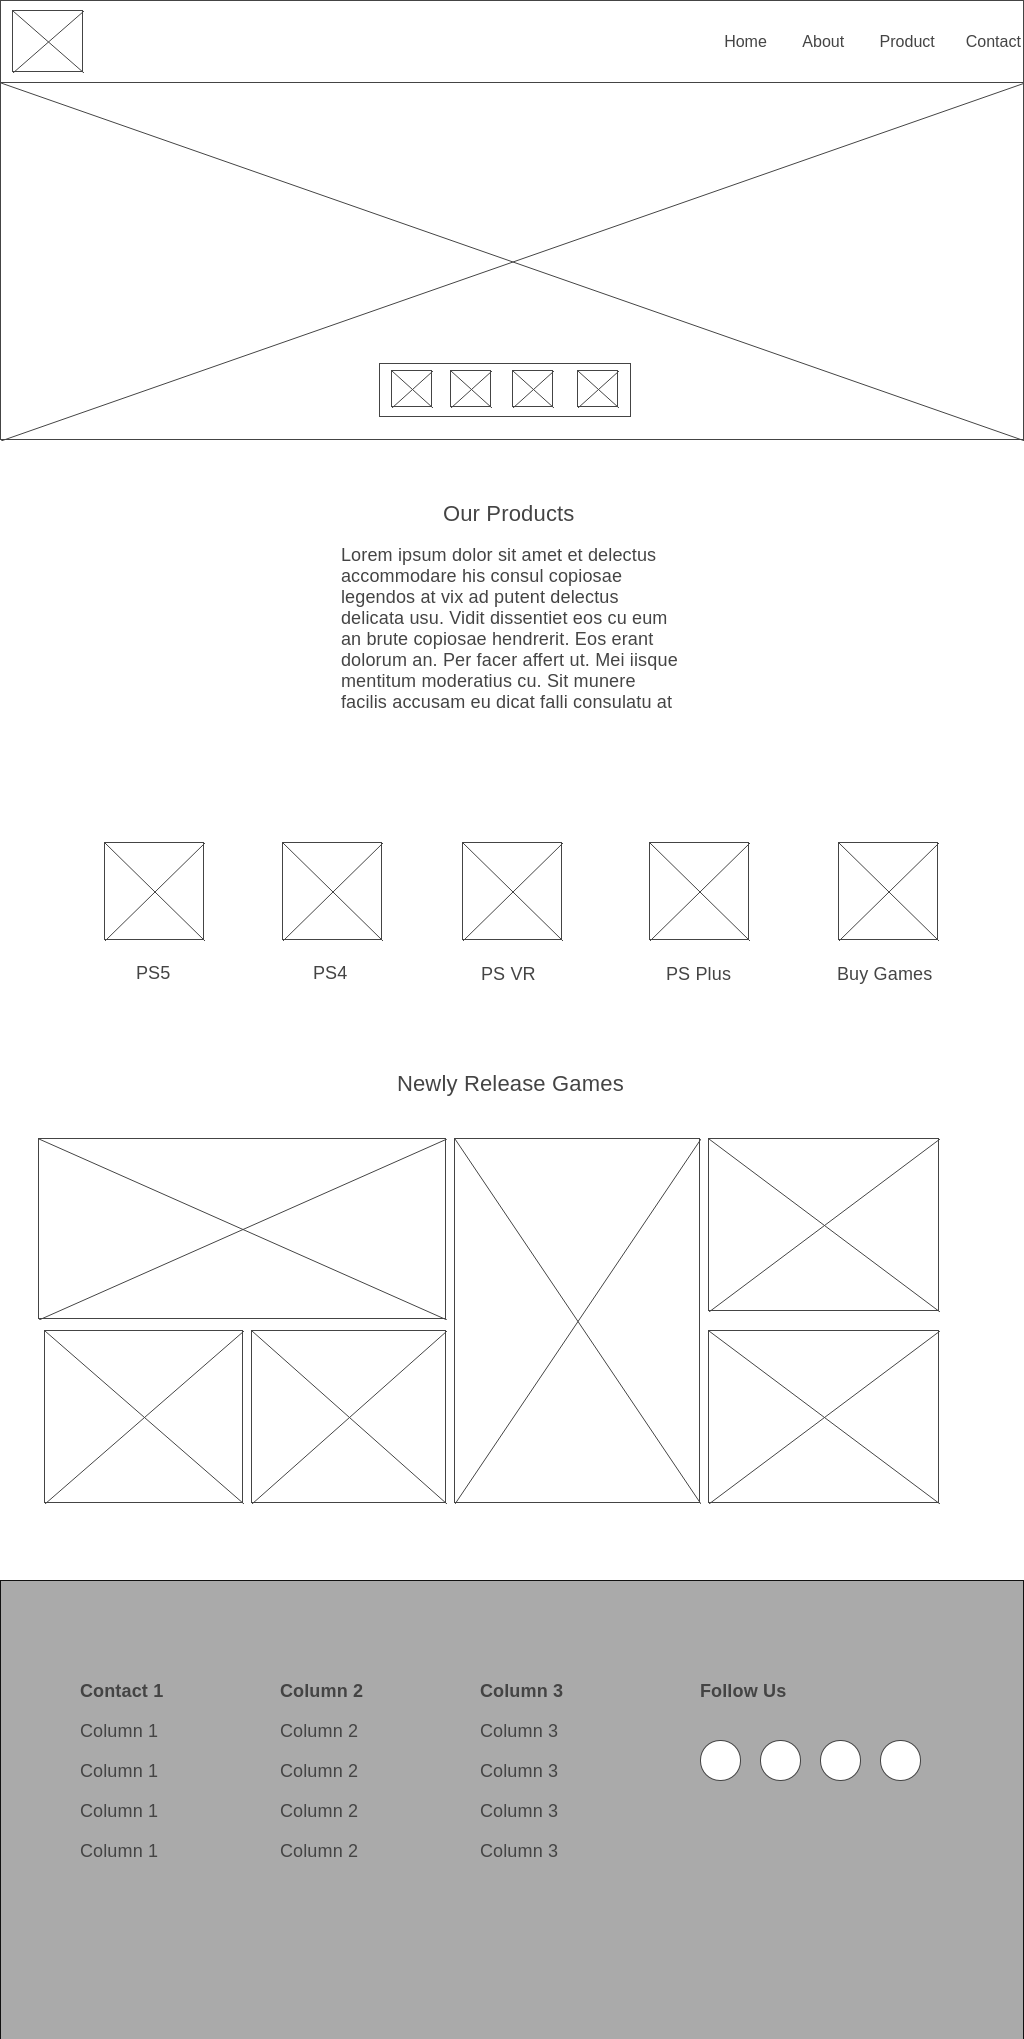 Home About Product Contact
Our Products
Lorem ipsum dolor sit amet et delectus
accommodare his consul copiosae
legendos at vix ad putent delectus
delicata usu. Vidit dissentiet eos cu eum
an brute copiosae hendrerit. Eos erant
dolorum an. Per facer affert ut. Mei iisque
mentitum moderatius cu. Sit munere
facilis accusam eu dicat falli consulatu at
PS5 PS4 PS VR PS Plus Buy Games
Newly Release Games
Contact 1 Column 2 Column 3 Follow Us
Column 1 Column 2 Column 3
Column 1 Column 2 Column 3
Column 1 Column 2 Column 3
Column 1 Column 2 Column 3